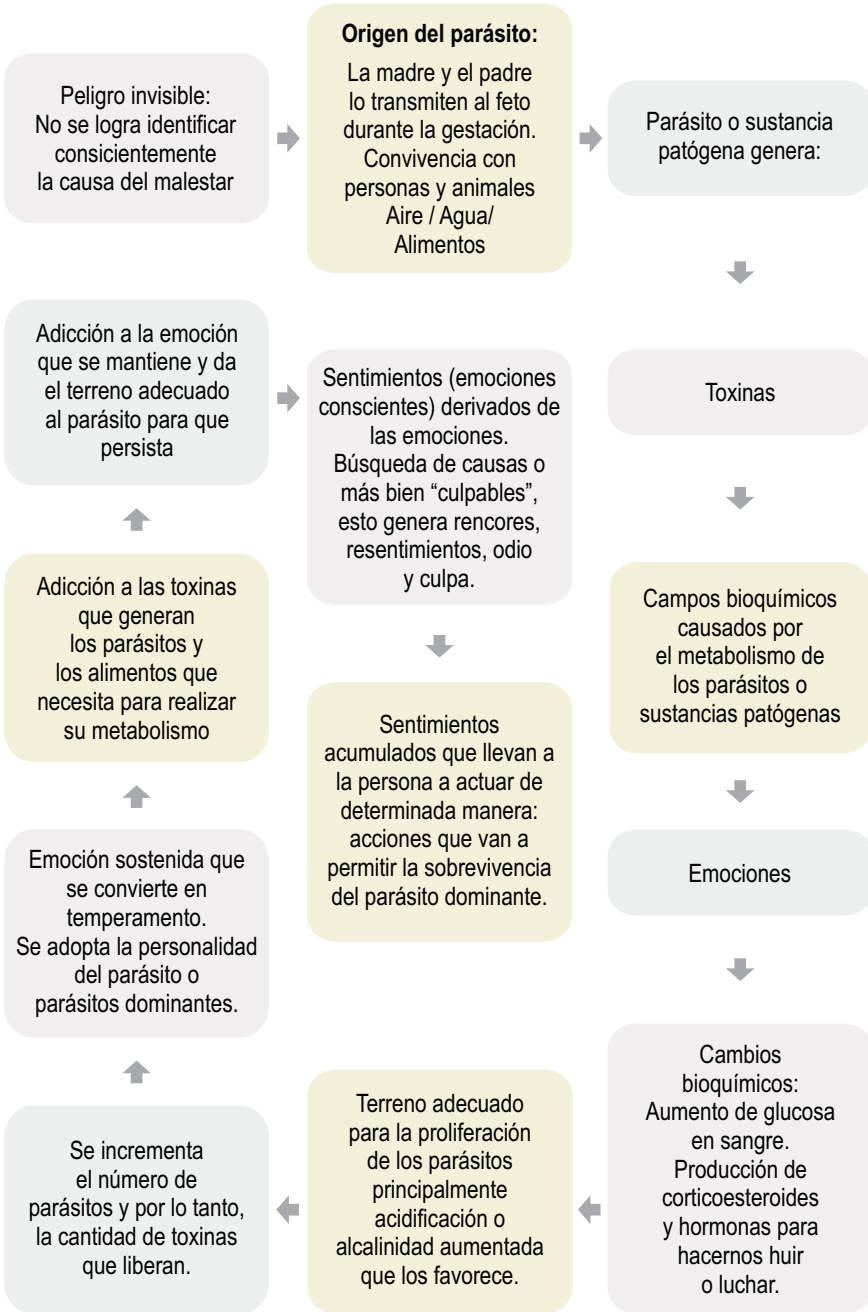 Peligro invisible:
No se logra identificar
consicientemente
la causa del malestar
Origen del parásito:
La madre y el padre
lo transmiten al feto
durante la gestación.
Convivencia con
personas y animales
Aire / Agua/
Alimentos
Parásito o sustancia
patógena genera:
Toxinas
Campos bioquímicos
causados por
el metabolismo de
los parásitos o
sustancias patógenas
Emociones
Cambios
bioquímicos:
Aumento de glucosa
en sangre.
Producción de
corticoesteroides
y hormonas para
hacernos huir
o luchar.
Terreno adecuado
para la proliferación
de los parásitos
principalmente
acidificación o
alcalinidad aumentada
que los favorece.
Se incrementa
el número de
parásitos y por lo tanto,
la cantidad de toxinas
que liberan.
Emoción sostenida que
se convierte en
temperamento.
Se adopta la personalidad
del parásito o
parásitos dominantes.
Adicción a las toxinas
que generan
los parásitos y
los alimentos que
necesita para realizar
su metabolismo
Adicción a la emoción
que se mantiene y da
el terreno adecuado
al parásito para que
persista
Sentimientos (emociones
conscientes) derivados de
las emociones.
Búsqueda de causas o
más bien “culpables”,
esto genera rencores,
resentimientos, odio
y culpa.
Sentimientos
acumulados que llevan a
la persona a actuar de
determinada manera:
acciones que van a
permitir la sobrevivencia
del parásito dominante.